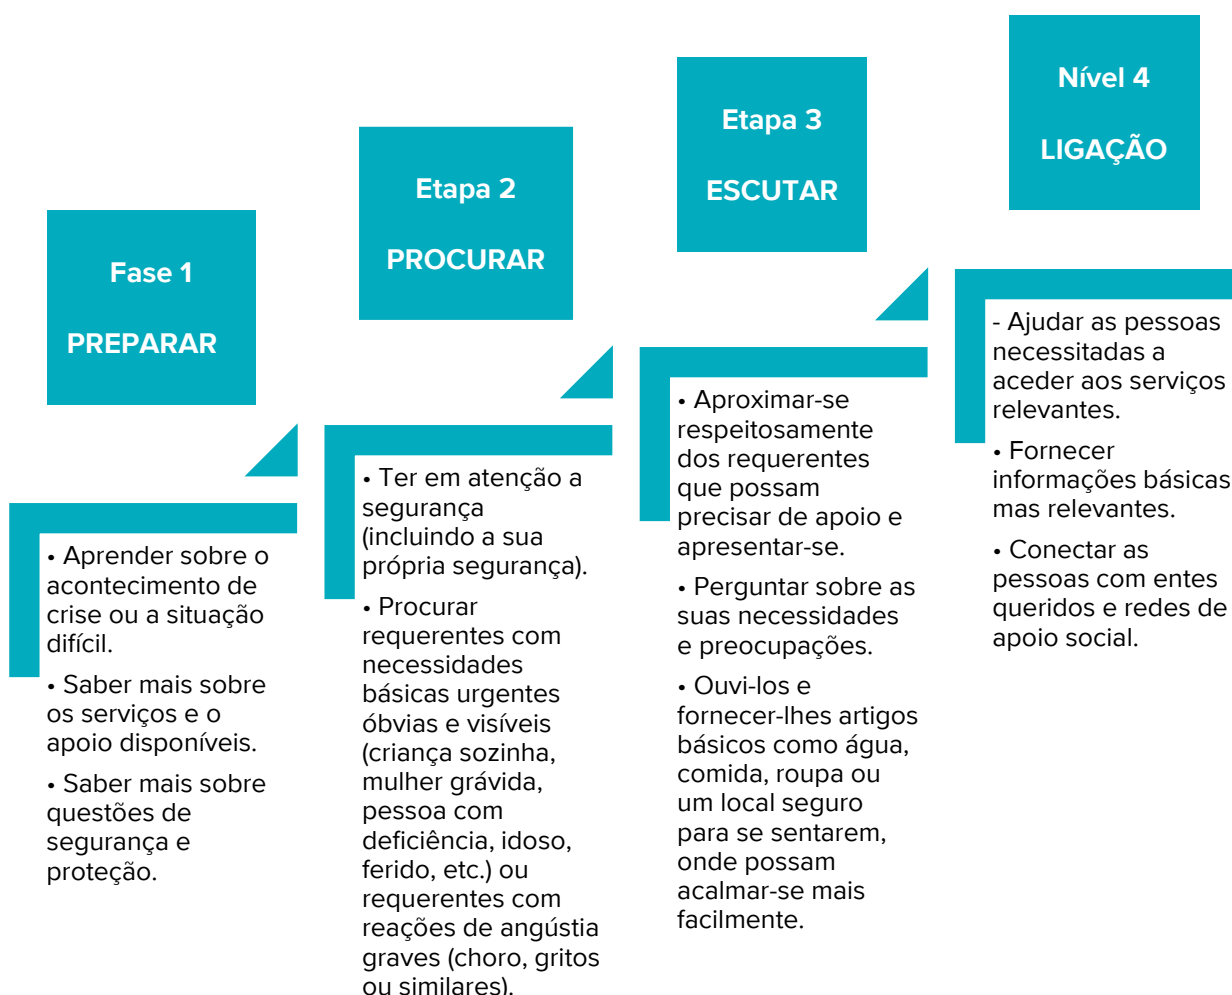 Fase 1
PREPARAR
• Aprender sobre o
acontecimento de
crise ou a situação
difícil.
• Saber mais sobre
os serviços e o
apoio disponíveis.
• Saber mais sobre
questões de
segurança e
proteção.
Etapa 2
PROCURAR
• Ter em atenção a
segurança
(incluindo a sua
própria segurança).
• Procurar
requerentes com
necessidades
básicas urgentes
óbvias e visíveis
(criança sozinha,
mulher grávida,
pessoa com
deficiência, idoso,
ferido, etc.) ou
requerentes com
reações de angústia
graves (choro, gritos
ou similares).
Etapa 3
ESCUTAR
• Aproximar-se
respeitosamente
dos requerentes
que possam
precisar de apoio e
apresentar-se.
• Perguntar sobre as
suas necessidades
e preocupações.
• Ouvi-los e
fornecer-lhes artigos
básicos como água,
comida, roupa ou
um local seguro
para se sentarem,
onde possam
acalmar-se mais
facilmente.
Nível 4
LIGAÇÃO
- Ajudar as pessoas
necessitadas a
aceder aos serviços
relevantes.
• Fornecer
informações básicas
mas relevantes.
• Conectar as
pessoas com entes
queridos e redes de
apoio social.